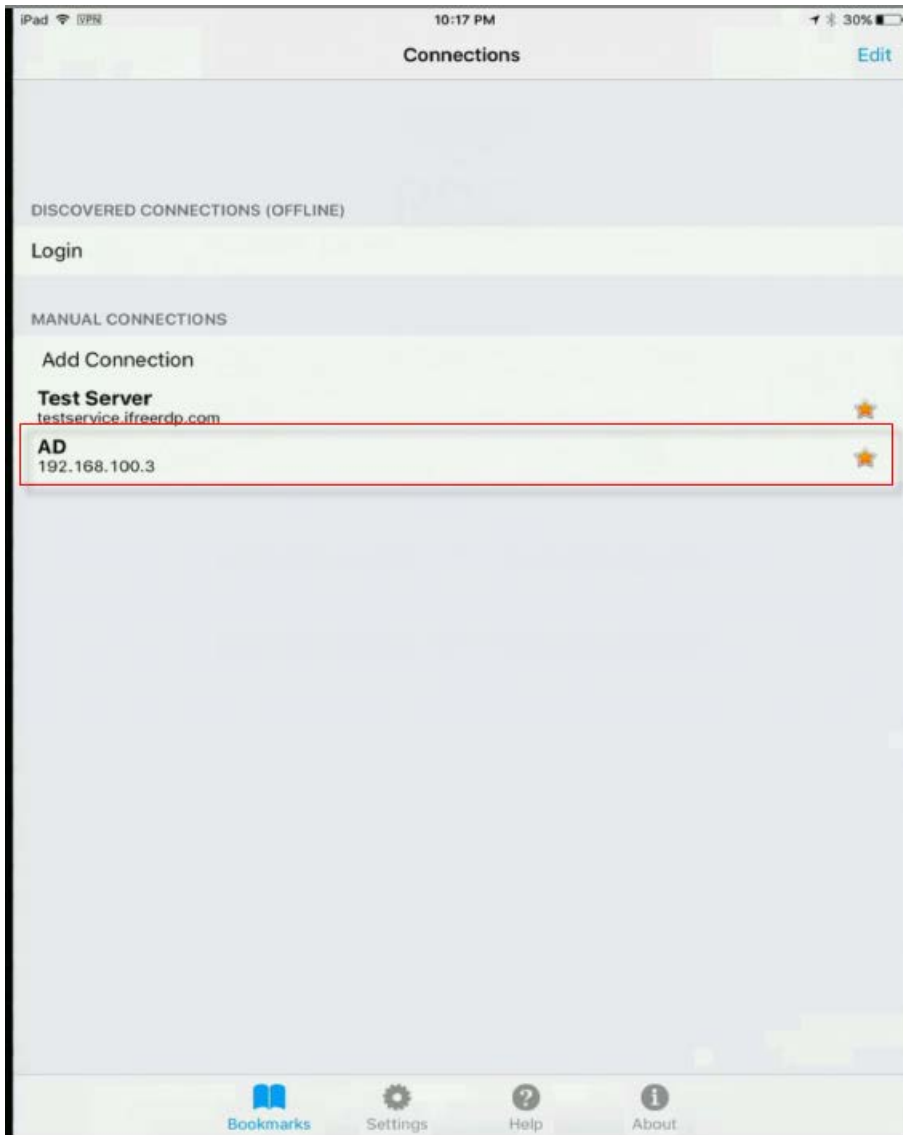 iPad VPN 10:17 PM 30%
Connections Edit
DISCOVERED CONNECTIONS (OFFLINE)
Login
MANUAL CONNECTIONS
Add Connection
Test Server
testservice.ifreerdp.com
AD
192.168.100.3
Bookmarks Settings Help About